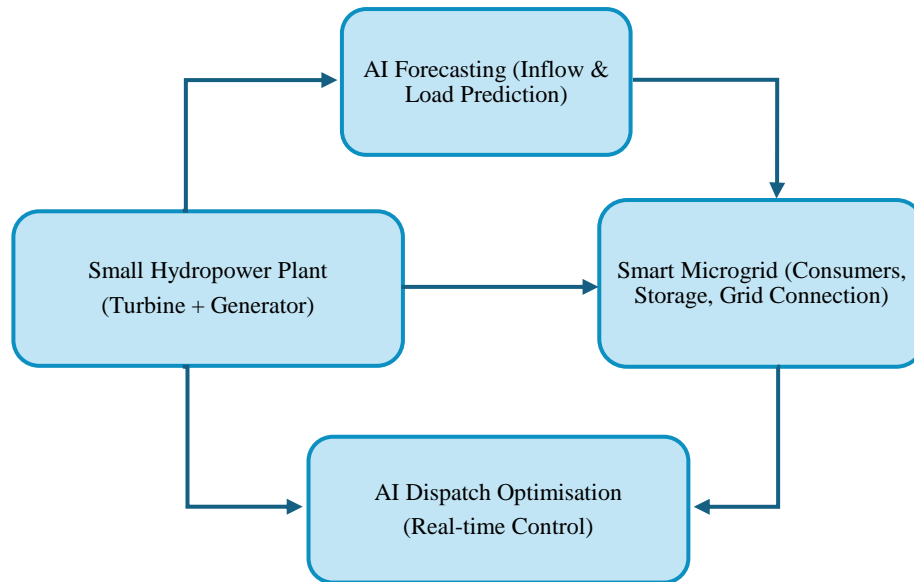 AI Forecasting (Inflow &
Load Prediction)
Small Hydropower Plant
(Turbine + Generator)
Smart Microgrid (Consumers,
Storage, Grid Connection)
AI Dispatch Optimisation
(Real-time Control)